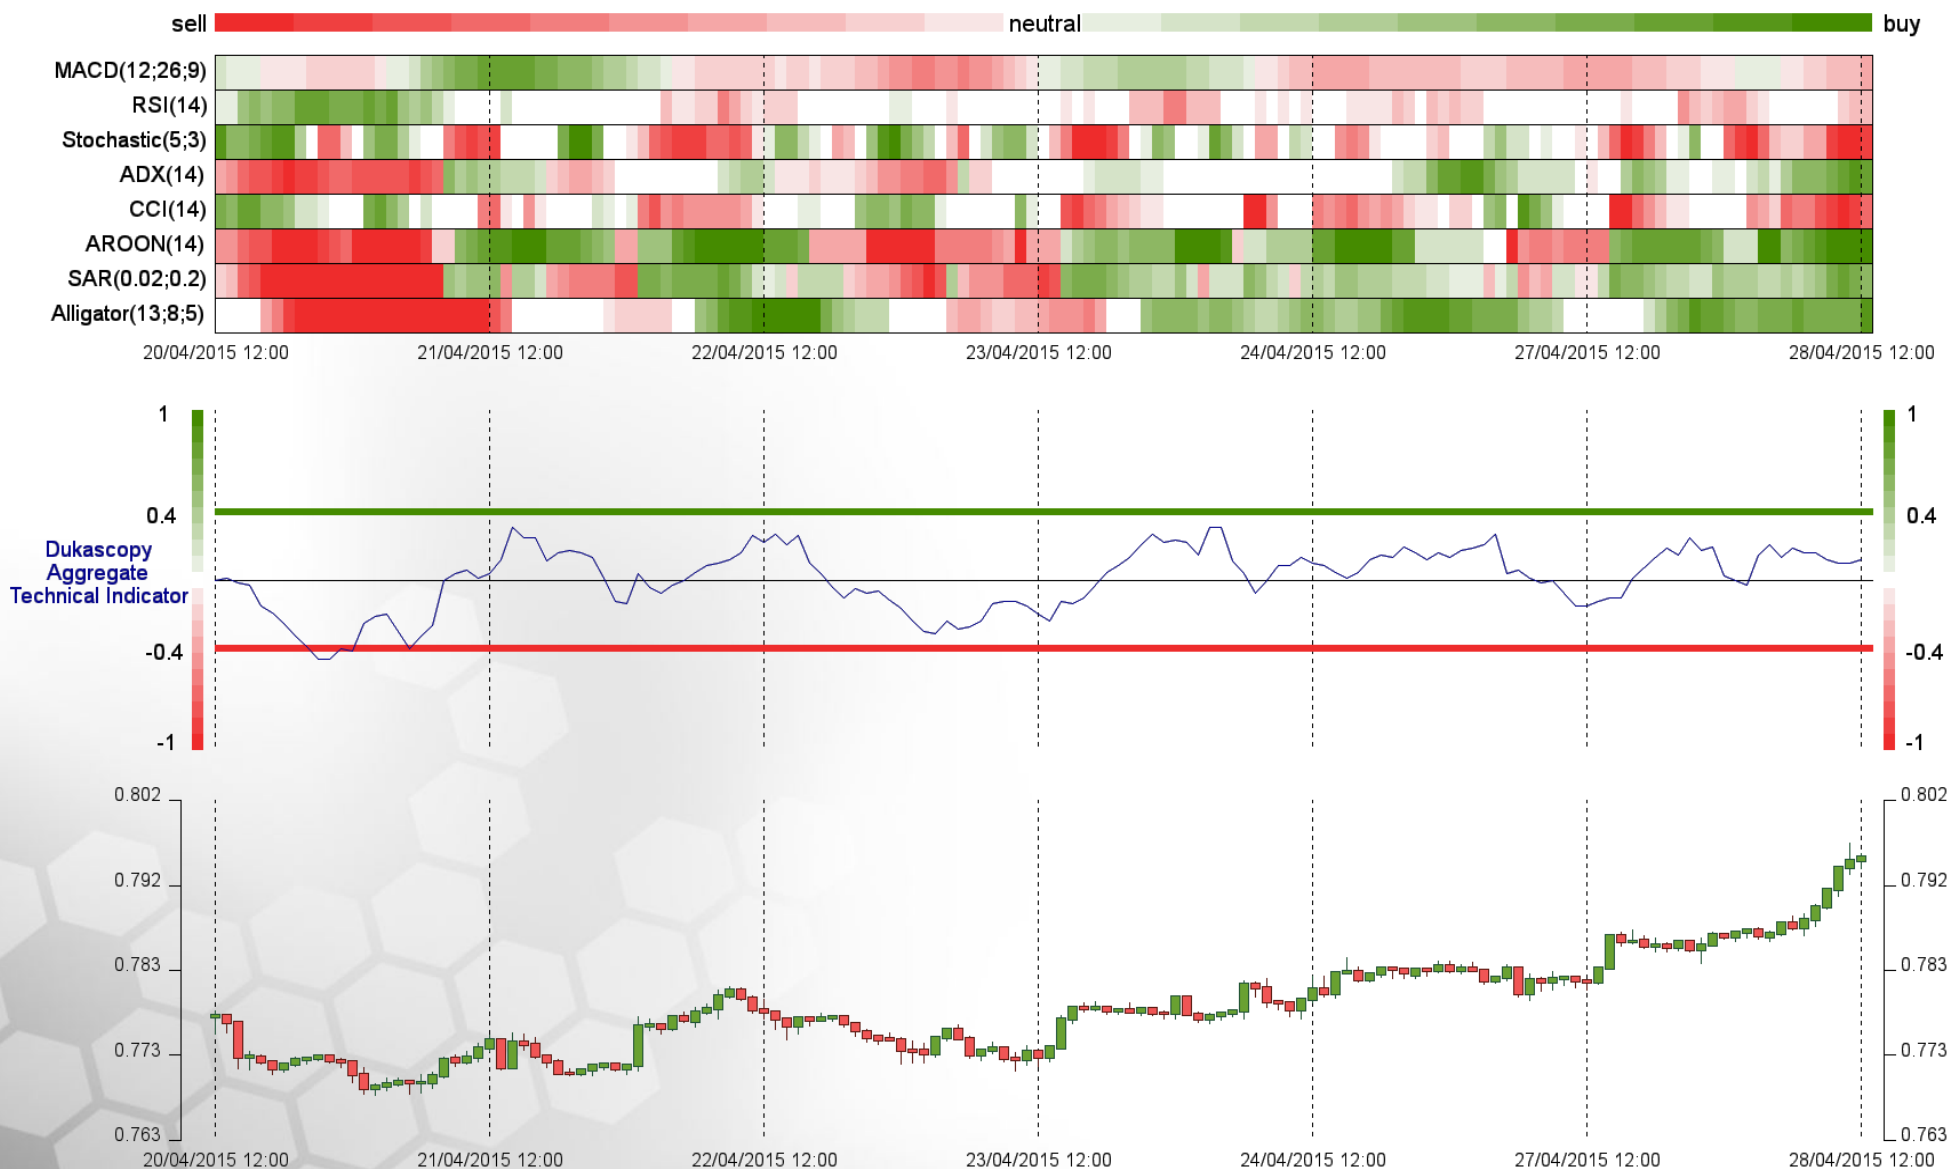 sell neutral buy
MACD(12;26;9)
RSI(14)
Stochastic(5;3)
ADX(14)
CCI(14)
AROON(14)
SAR(0.02;0.2)
Alligator(13;8;5)
20/04/2015 12:00 21/04/2015 12:00 22/04/2015 12:00 23/04/2015 12:00 24/04/2015 12:00 27/04/2015 12:00 28/04/2015 12:00
1 1
0.4 0.4
Dukascopy
Aggregate
Technical Indicator
-0.4 -0.4
-1 -1
0.802 0.802
0.792 0.792
0.783 0.783
0.773 0.773
0.763 0.763
20/04/2015 12:00 21/04/2015 12:00 22/04/2015 12:00 23/04/2015 12:00 24/04/2015 12:00 27/04/2015 12:00 28/04/2015 12:00